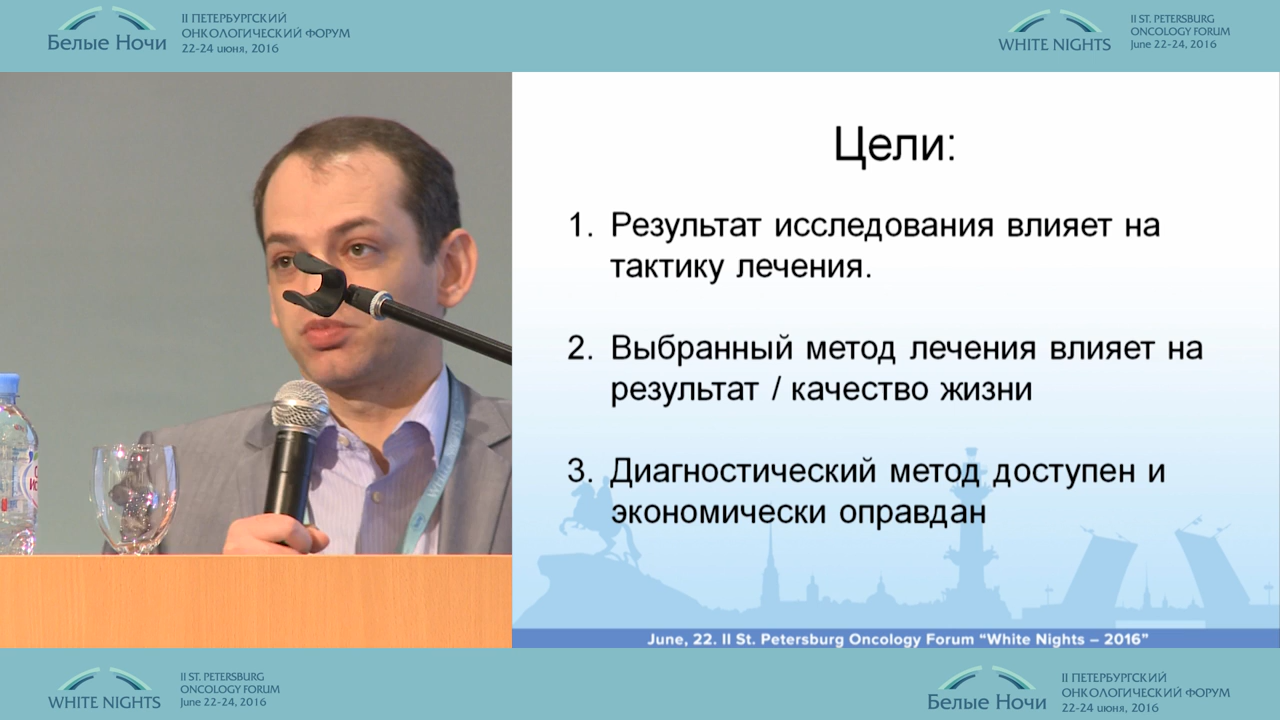 II ПЕТЕРБУРГСКИЙ
ОНКОЛОГИЧЕСКИЙ ФОРУМ
22-24 июня, 2016
Белые Ночи
II ST. PETERSBURG
ONCOLOGY FORUM
June 22-24, 2016
WHITE NIGHTS
Цели:
1. Результат исследования влияет на
тактику лечения.
2. Выбранный метод лечения влияет на
результат / качество жизни
3. Диагностический метод доступен и
экономически оправдан
June, 22. II St. Petersburg Oncology Forum “White Nights – 2016”
II ST. PETERSBURG
ONCOLOGY FORUM
June 22-24, 2016
WHITE NIGHTS
II ПЕТЕРБУРГСКИЙ
ОНКОЛОГИЧЕСКИЙ ФОРУМ
22-24 июня, 2016
Белые Ночи